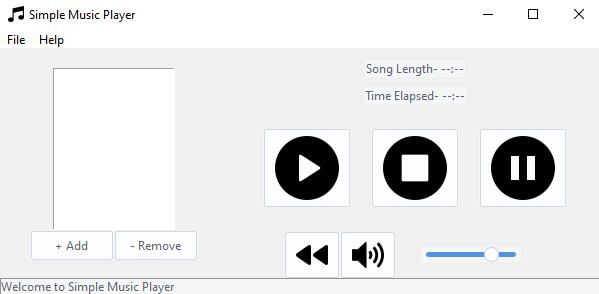 Simple Music Player
File Help
Song Length- --:--
Time Elapsed- --:--
+ Add - Remove
Welcome to Simple Music Player